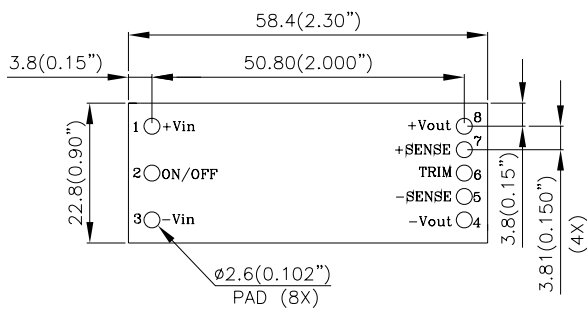 58.4(2.30”)
3.8(0.15”)
50.80(2.000”)
1 +Vin
+Vout 8
+SENSE 7
2 ON/OFF
TRIM 6
-SENSE 5
3 -Vin
-Vout 4
22.8(0.90”)
3.8(0.15”)
3.81(0.150”)
(4X)
ø2.6(0.102”)
PAD (8X)